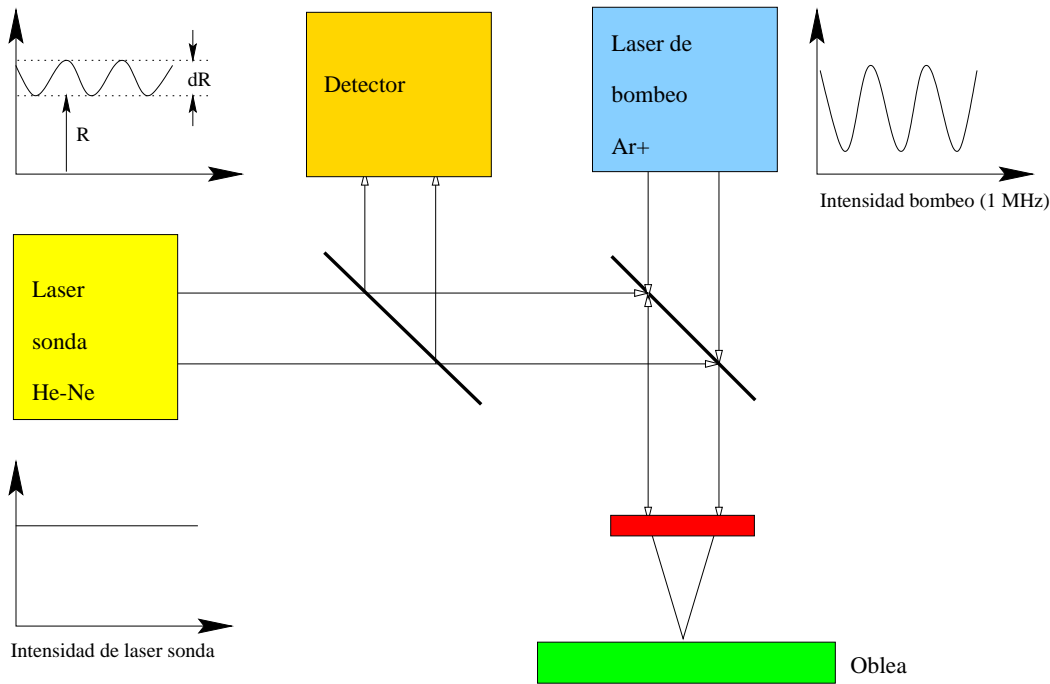 dR
R
Detector
Laser de
bombeo
Ar+
Intensidad bombeo (1 MHz)
Laser
sonda
He-Ne
Intensidad de laser sonda
Oblea